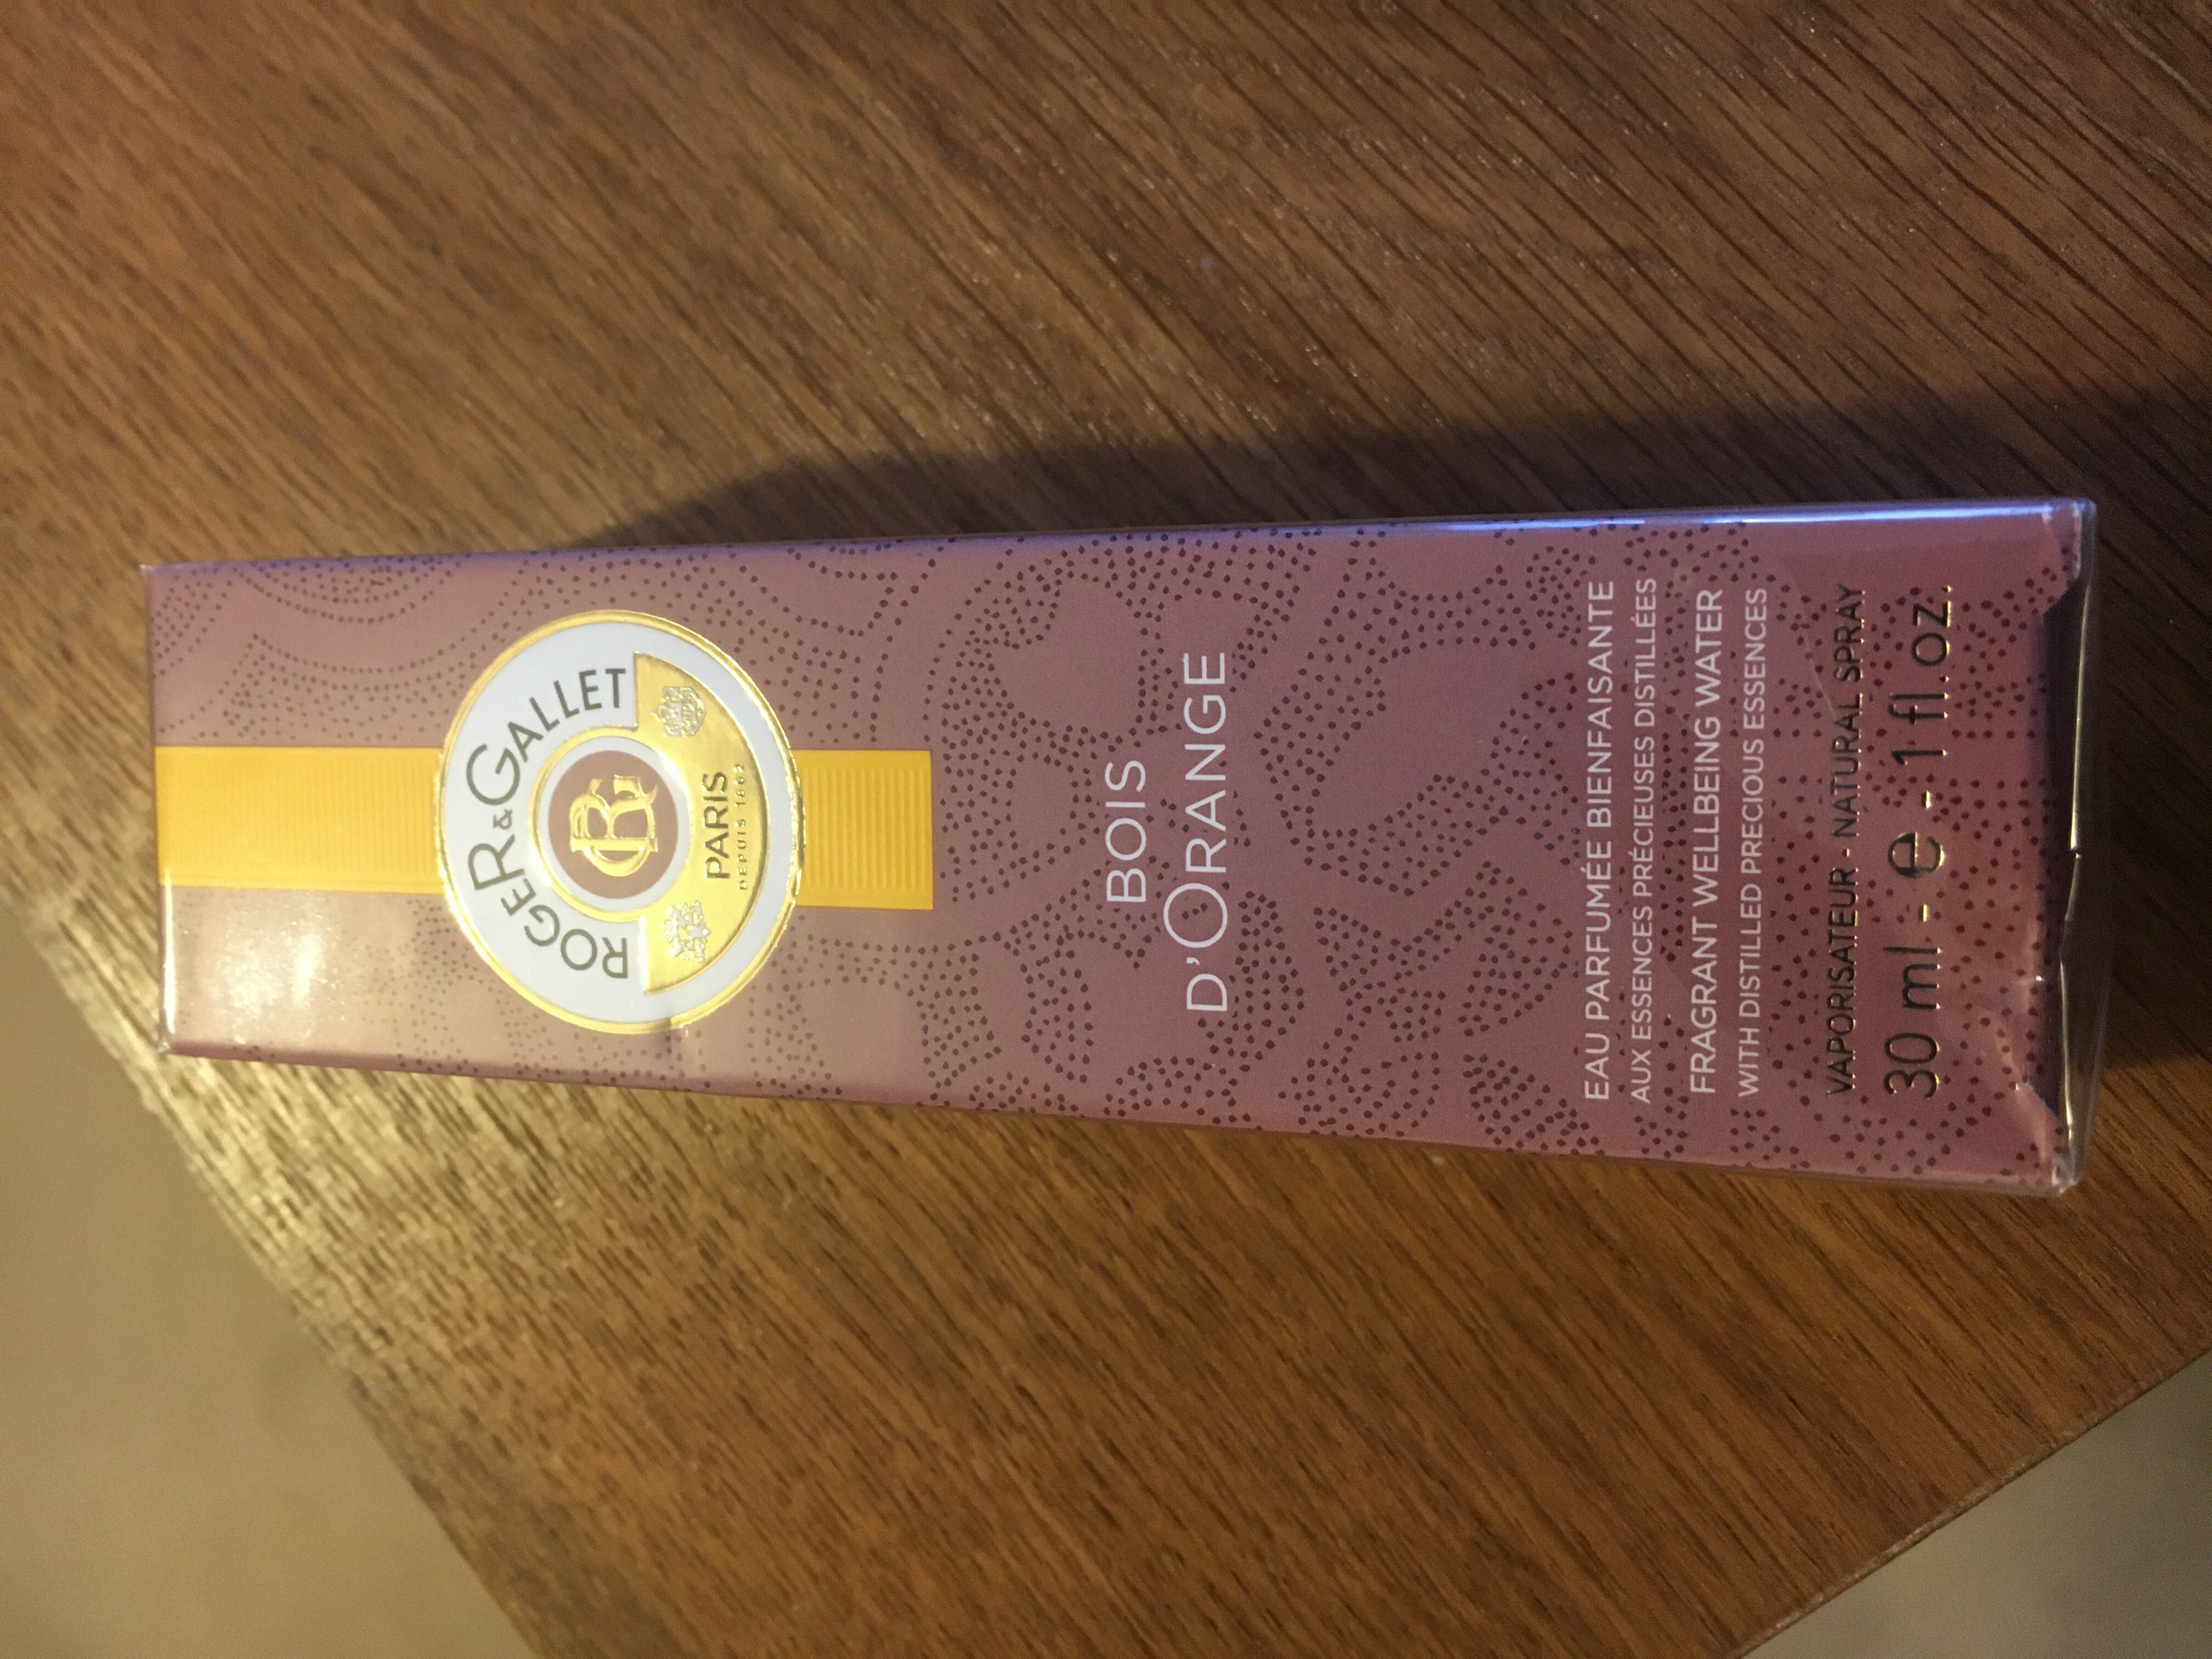 ROGER & GALLET
RG
PARIS
DEPUIS 1862
BOIS
D'ORANGE
EAU PARFUMÉE BIENFAISANTE
AUX ESSENCES PRÉCIEUSES DISTILLÉES
FRAGRANT WELLBEING WATER
WITH DISTILLED PRECIOUS ESSENCES
VAPORISATEUR - NATURAL SPRAY
30 ml - e - 1 fl.oz.